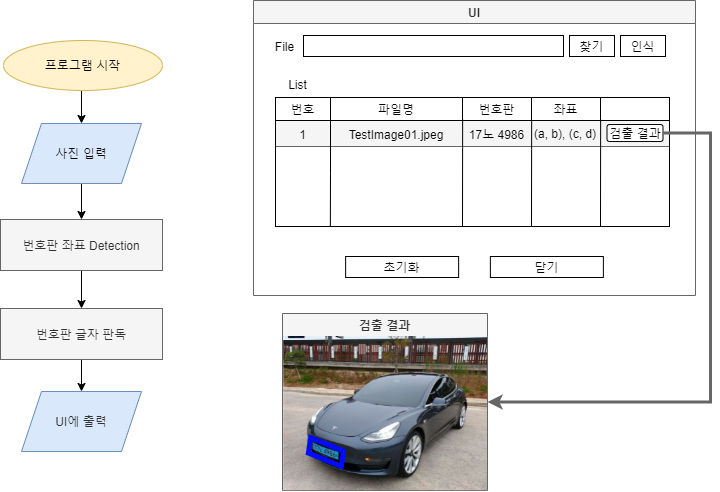 프로그램 시작
사진 입력
번호판 좌표 Detection
번호판 글자 판독
UI에 출력
UI
File 찾기 인식
List
번호 파일명 번호판 좌표
1 TestImage01.jpeg 17노 4986 (a, b), (c, d) 검출 결과
초기화 닫기
검출 결과